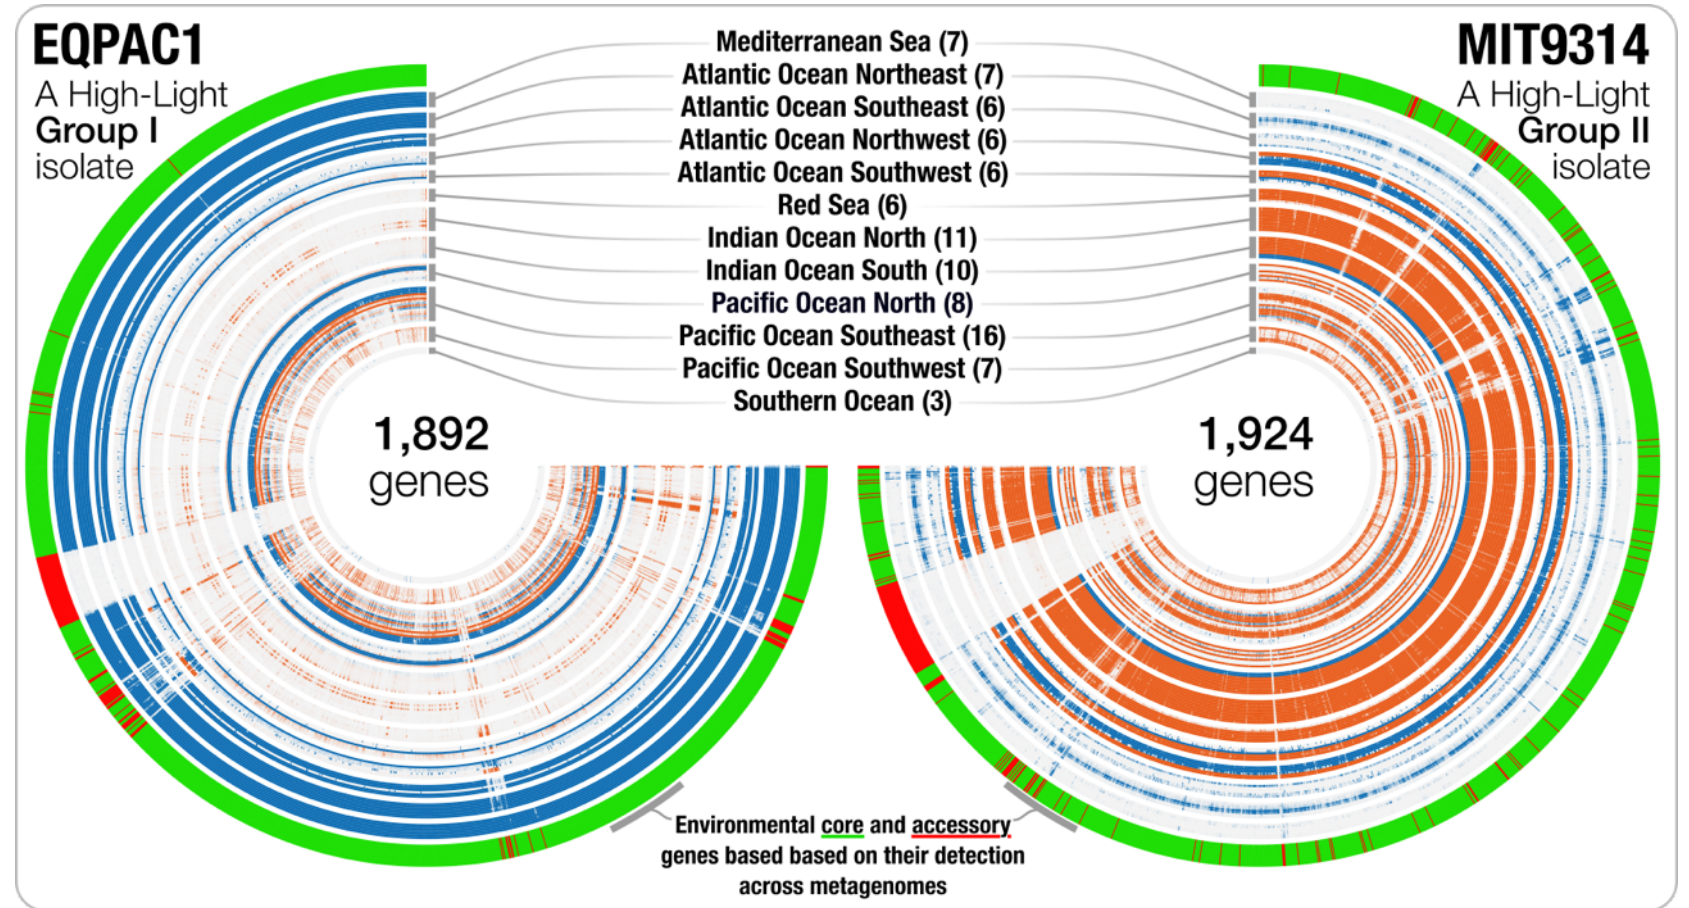 EQPAC1
A High-Light
Group I
isolate
Mediterranean Sea (7)
Atlantic Ocean Northeast (7)
Atlantic Ocean Southeast (6)
Atlantic Ocean Northwest (6)
Atlantic Ocean Southwest (6)
Red Sea (6)
Indian Ocean North (11)
Indian Ocean South (10)
Pacific Ocean North (8)
Pacific Ocean Southeast (16)
Pacific Ocean Southwest (7)
Southern Ocean (3)
MIT9314
A High-Light
Group II
isolate
1,892
genes
1,924
genes
Environmental core and accessory
genes based based on their detection
across metagenomes